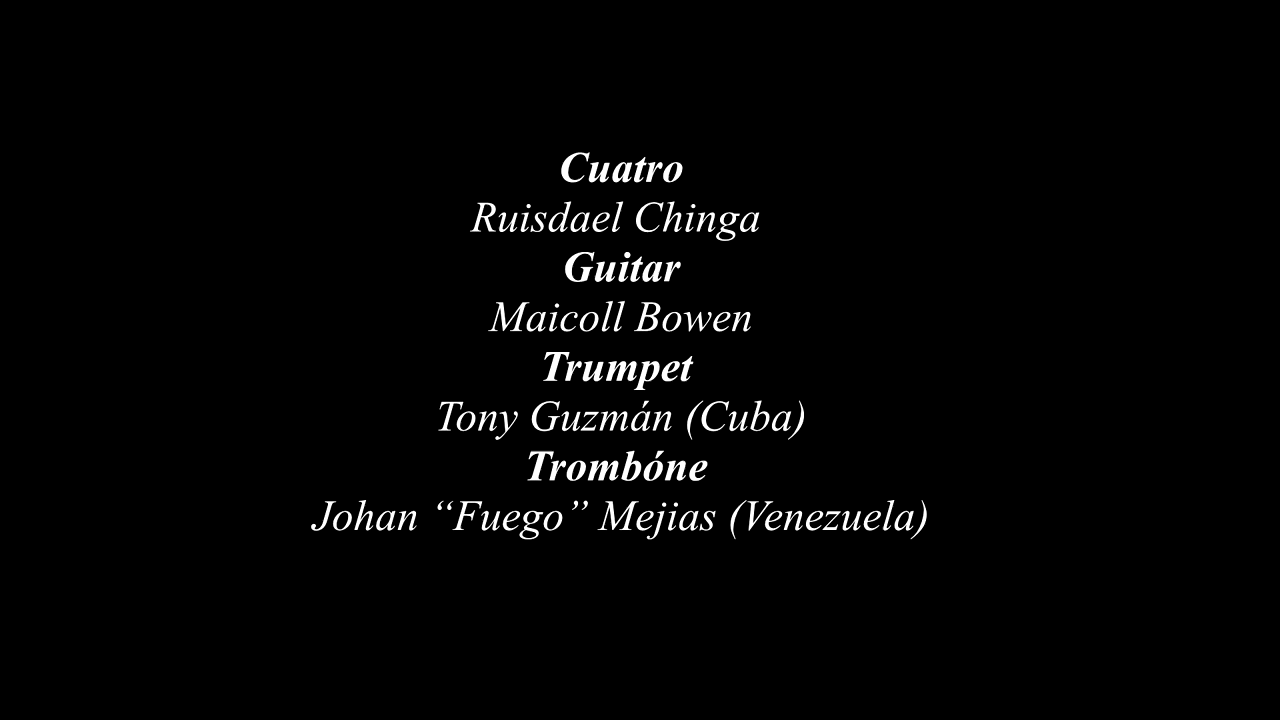 Cuatro
Ruisdael Chinga
Guitar
Maicoll Bowen
Trumpet
Tony Guzmán (Cuba)
Trombóne
Johan “Fuego” Mejias (Venezuela)